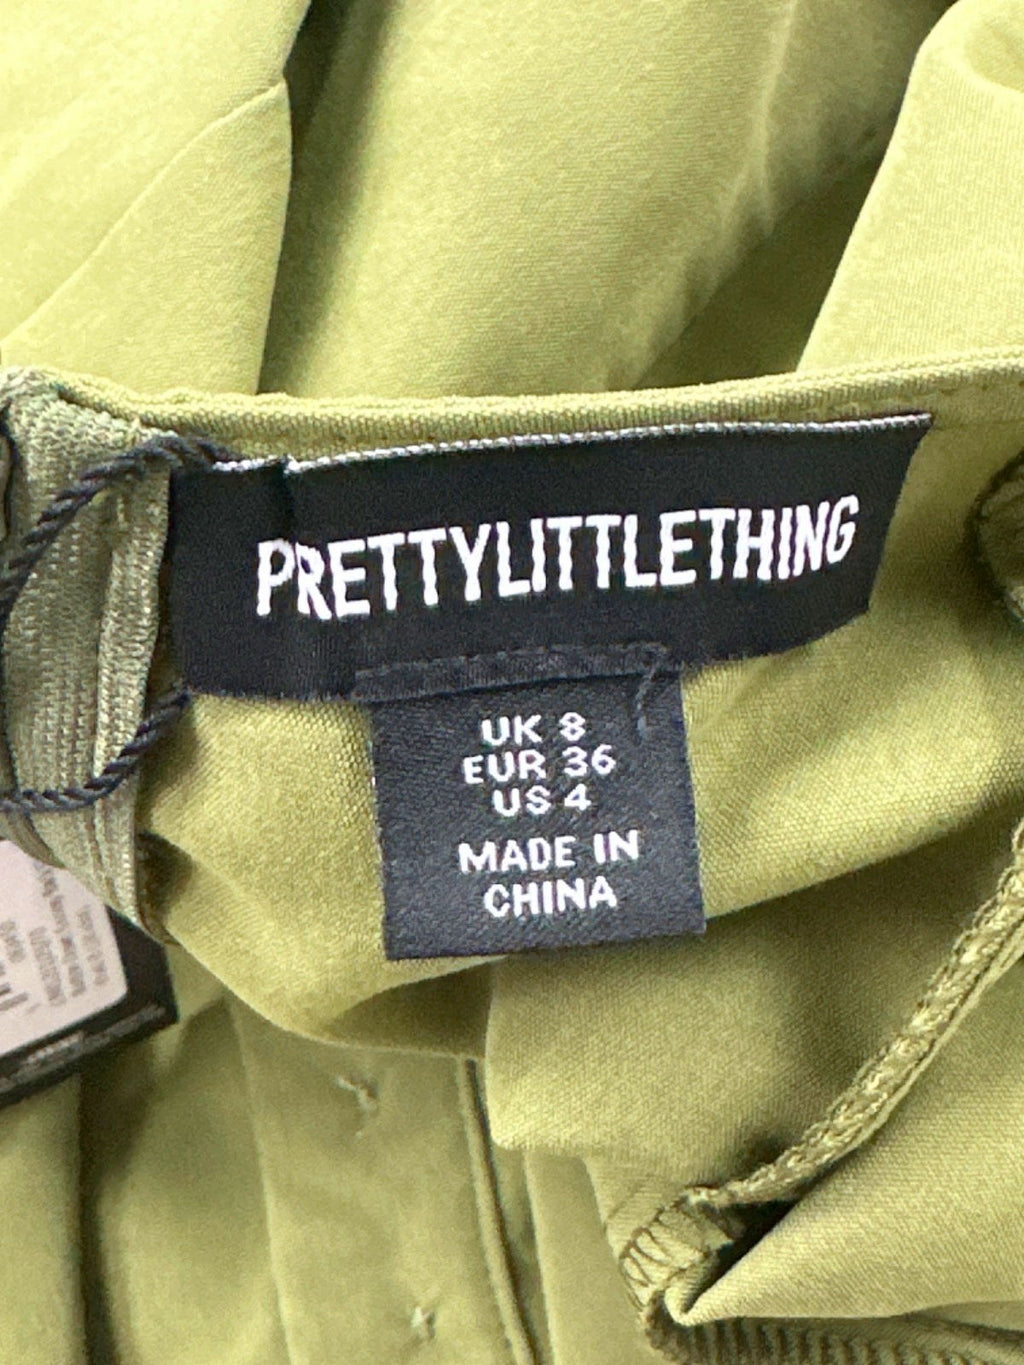 PRETTYLITTLETHING
UK 8
EUR 36
US 4
MADE IN
CHINA